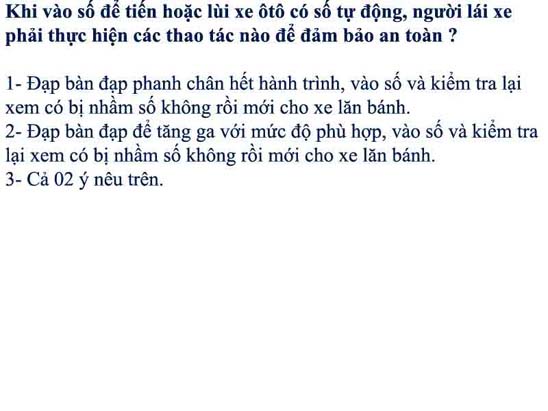 Khi vào số để tiến hoặc lùi xe ôtô có số tự động, người lái xe
phải thực hiện các thao tác nào để đảm bảo an toàn ?
1- Đạp bàn đạp phanh chân hết hành trình, vào số và kiểm tra lại
xem có bị nhầm số không rồi mới cho xe lăn bánh.
2- Đạp bàn đạp để tăng ga với mức độ phù hợp, vào số và kiểm tra
lại xem có bị nhầm số không rồi mới cho xe lăn bánh.
3- Cả 02 ý nêu trên.